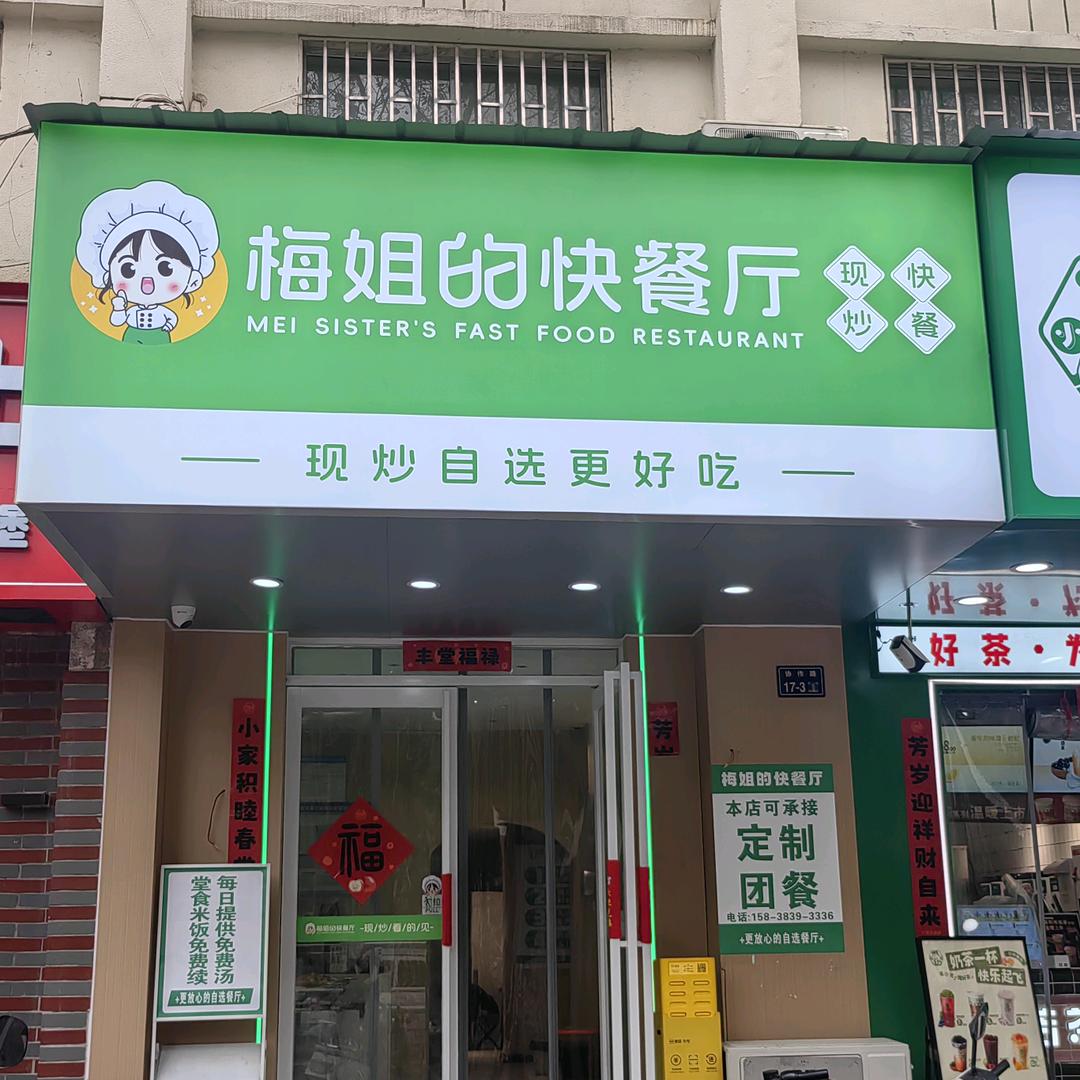 梅姐的快餐厅
MEI SISTER'S FAST FOOD RESTAURANT
现炒
快餐
现炒自选更好吃
堡
丰堂福禄
好茶·
小家积睦春
芳
协作路
17-3
福
梅姐的快餐厅 -现/炒/看/的/见-
每日提供免费汤
堂食米饭免费续
+更放心的自选餐厅+
梅姐的快餐厅
本店可承接
定制
团餐
电话:158-3839-3336
+更放心的自选餐厅+
芳岁迎祥财自来
奶茶一杯
快乐起飞